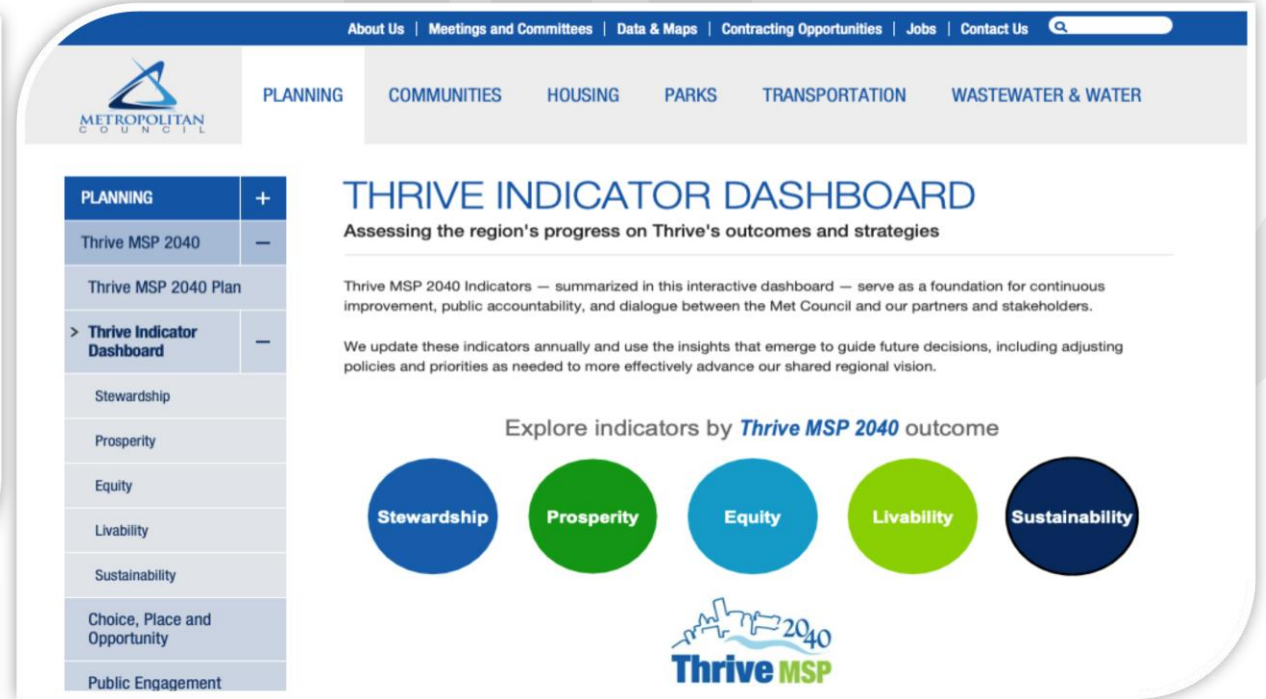 About Us | Meetings and Committees | Data & Maps | Contracting Opportunities | Jobs | Contact Us
METROPOLITAN
COUNCIL
PLANNING COMMUNITIES HOUSING PARKS TRANSPORTATION WASTEWATER & WATER
PLANNING +
Thrive MSP 2040 –
Thrive MSP 2040 Plan
> Thrive Indicator
Dashboard –
Stewardship
Prosperity
Equity
Livability
Sustainability
Choice, Place and
Opportunity
Public Engagement
THRIVE INDICATOR DASHBOARD
Assessing the region's progress on Thrive's outcomes and strategies
Thrive MSP 2040 Indicators — summarized in this interactive dashboard — serve as a foundation for continuous
improvement, public accountability, and dialogue between the Met Council and our partners and stakeholders.
We update these indicators annually and use the insights that emerge to guide future decisions, including adjusting
policies and priorities as needed to more effectively advance our shared regional vision.
Explore indicators by Thrive MSP 2040 outcome
Stewardship Prosperity Equity Livability Sustainability
2040
Thrive MSP